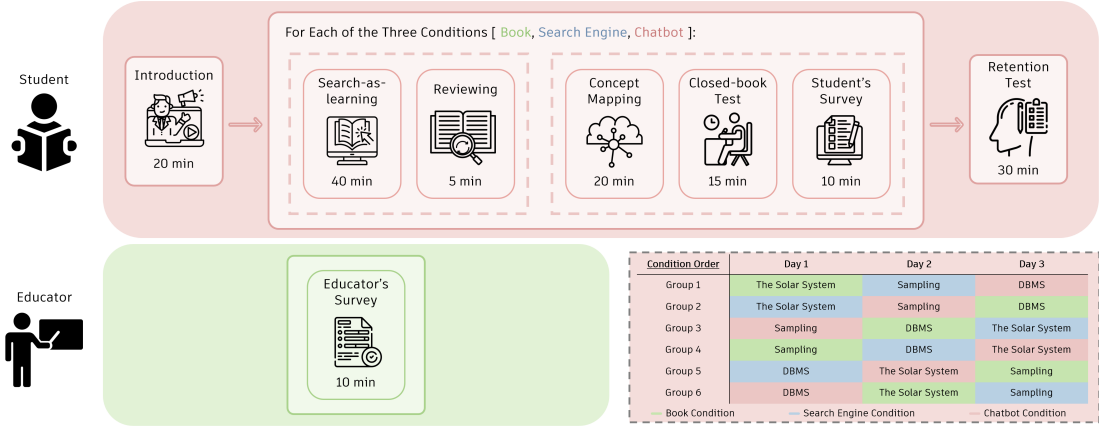 Student
Introduction
20 min
For Each of the Three Conditions [ Book, Search Engine, Chatbot ]:
Search-as-
learning
40 min
Reviewing
5 min
Concept
Mapping
20 min
Closed-book
Test
15 min
Student's
Survey
10 min
Retention
Test
30 min
Educator
Educator's
Survey
10 min
Condition Order Day 1 Day 2 Day 3
Group 1 The Solar System Sampling DBMS
Group 2 The Solar System Sampling DBMS
Group 3 Sampling DBMS The Solar System
Group 4 Sampling DBMS The Solar System
Group 5 DBMS The Solar System Sampling
Group 6 DBMS The Solar System Sampling
Book Condition Search Engine Condition Chatbot Condition